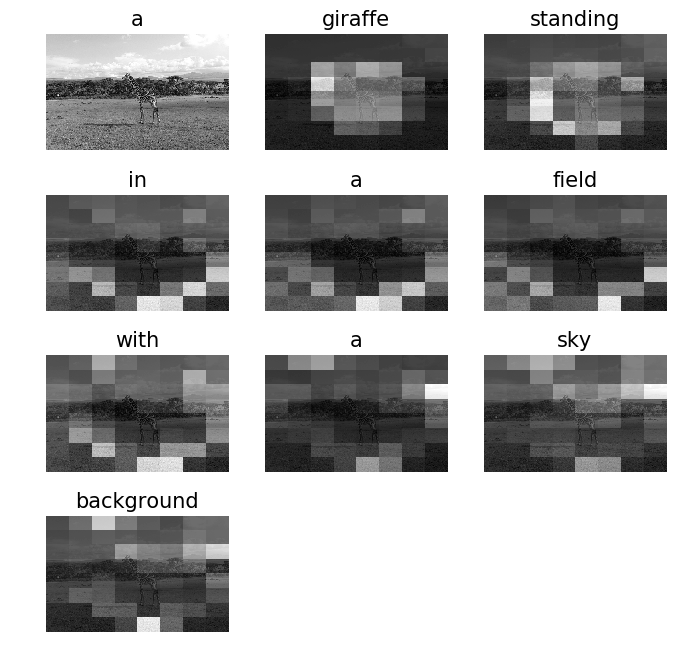 a giraffe standing
in a field
with a sky
background